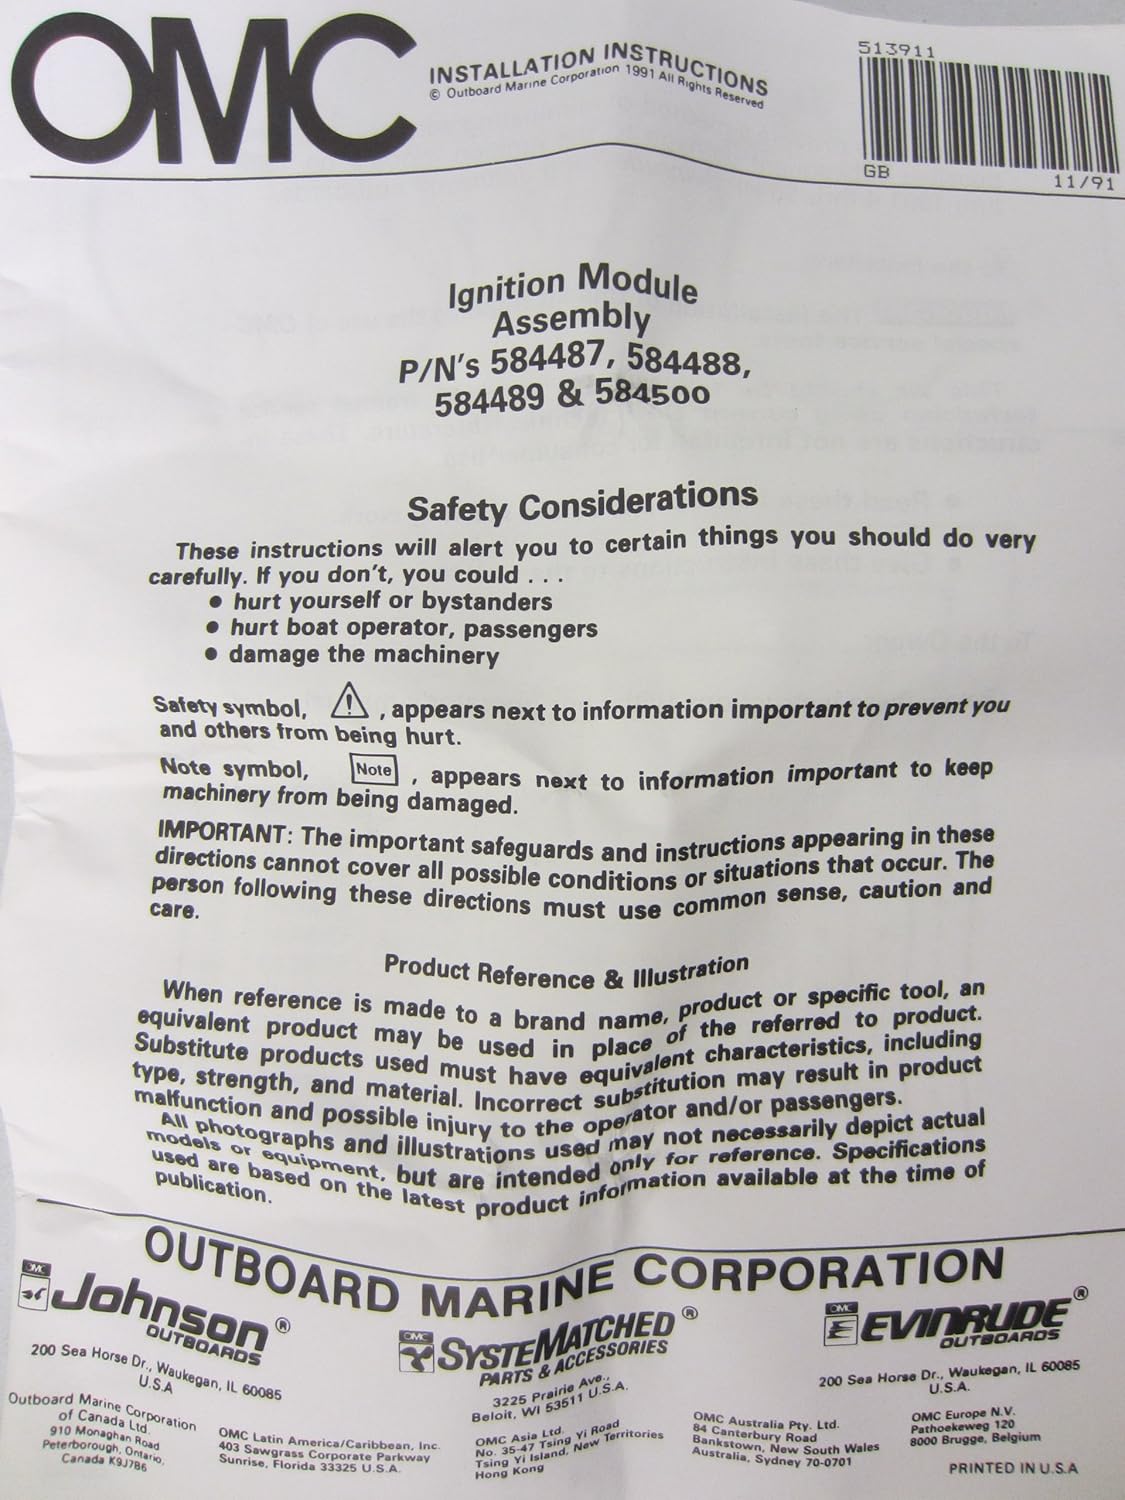 OMC
INSTALLATION INSTRUCTIONS
© Outboard Marine Corporation 1991 All Rights Reserved
513911
GB
11/91
Ignition Module
Assembly
P/N's 584487, 584488,
584489 & 584500
Safety Considerations
These instructions will alert you to certain things you should do very
carefully. If you don't, you could . . .
● hurt yourself or bystanders
● hurt boat operator, passengers
● damage the machinery
Safety symbol, ⚠ , appears next to information important to prevent you
and others from being hurt.
Note symbol, Note , appears next to information important to keep
machinery from being damaged.
IMPORTANT: The important safeguards and instructions appearing in these
directions cannot cover all possible conditions or situations that occur. The
person following these directions must use common sense, caution and
care.
Product Reference & Illustration
When reference is made to a brand name, product or specific tool, an
equivalent product may be used in place of the referred to product.
Substitute products used must have equivalent characteristics, including
type, strength, and material. Incorrect substitution may result in product
malfunction and possible injury to the operator and/or passengers.
All photographs and illustrations used may not necessarily depict actual
models or equipment, but are intended only for reference. Specifications
used are based on the latest product information available at the time of
publication.
OUTBOARD MARINE CORPORATION
OMC
Johnson®
OUTBOARDS
200 Sea Horse Dr., Waukegan, IL 60085
U.S.A
OMC
SYSTEMATCHED®
PARTS & ACCESSORIES
3225 Prairie Ave.,
Beloit, WI 53511 U.S.A.
OMC
EVINRUDE®
OUTBOARDS
200 Sea Horse Dr., Waukegan, IL 60085
U.S.A.
Outboard Marine Corporation
of Canada Ltd.
910 Monaghan Road
Peterborough, Ontario,
Canada K9J7B6
OMC Latin America/Caribbean, Inc.
403 Sawgrass Corporate Parkway
Sunrise, Florida 33325 U.S.A.
OMC Asia Ltd.
No. 35-47 Tsing Yi Road
Tsing Yi Island, New Territories
Hong Kong
OMC Australia Pty. Ltd.
84 Canterbury Road
Bankstown, New South Wales
Australia, Sydney 70-0701
OMC Europe N.V.
Pathoekeweg 120
8000 Brugge, Belgium
PRINTED IN U.S.A